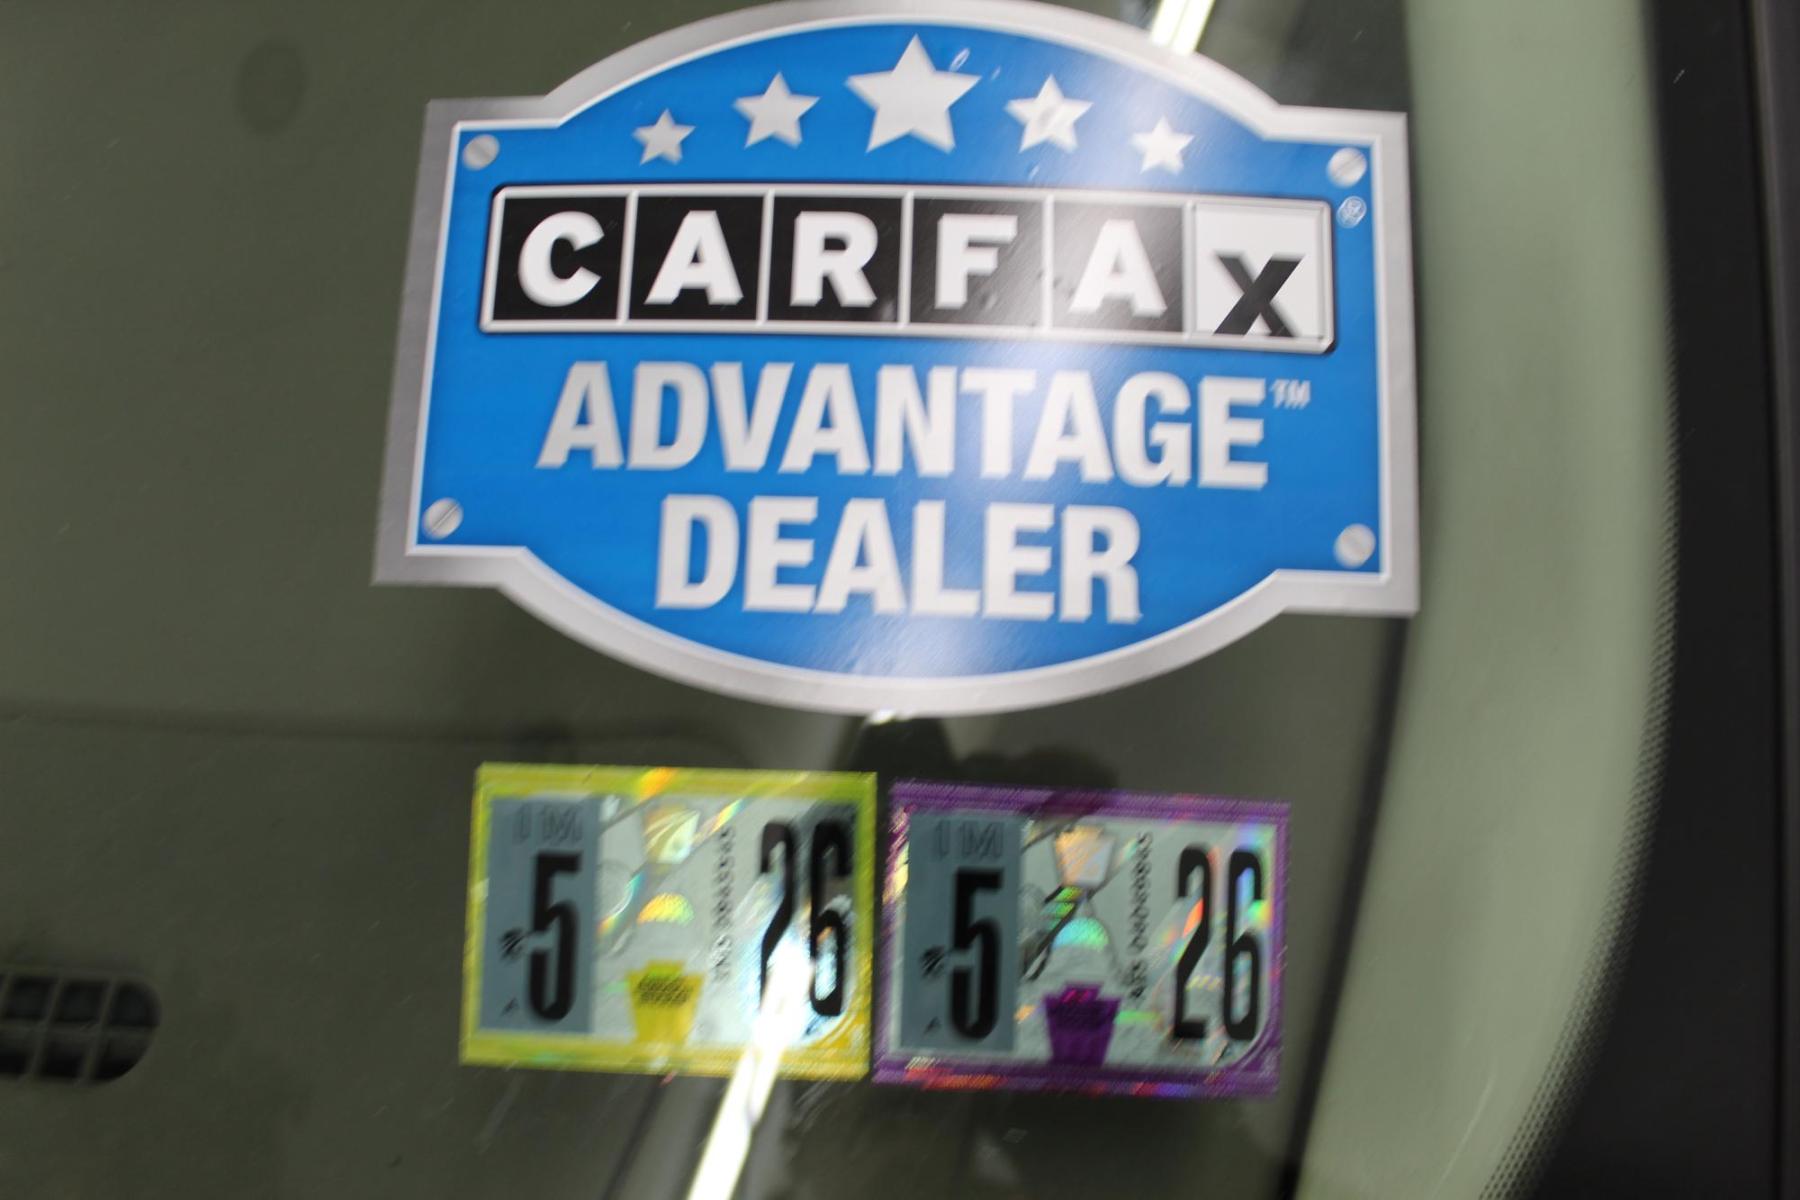 CARFAX®
ADVANTAGE™
DEALER
IM
5
26
IM
5
26